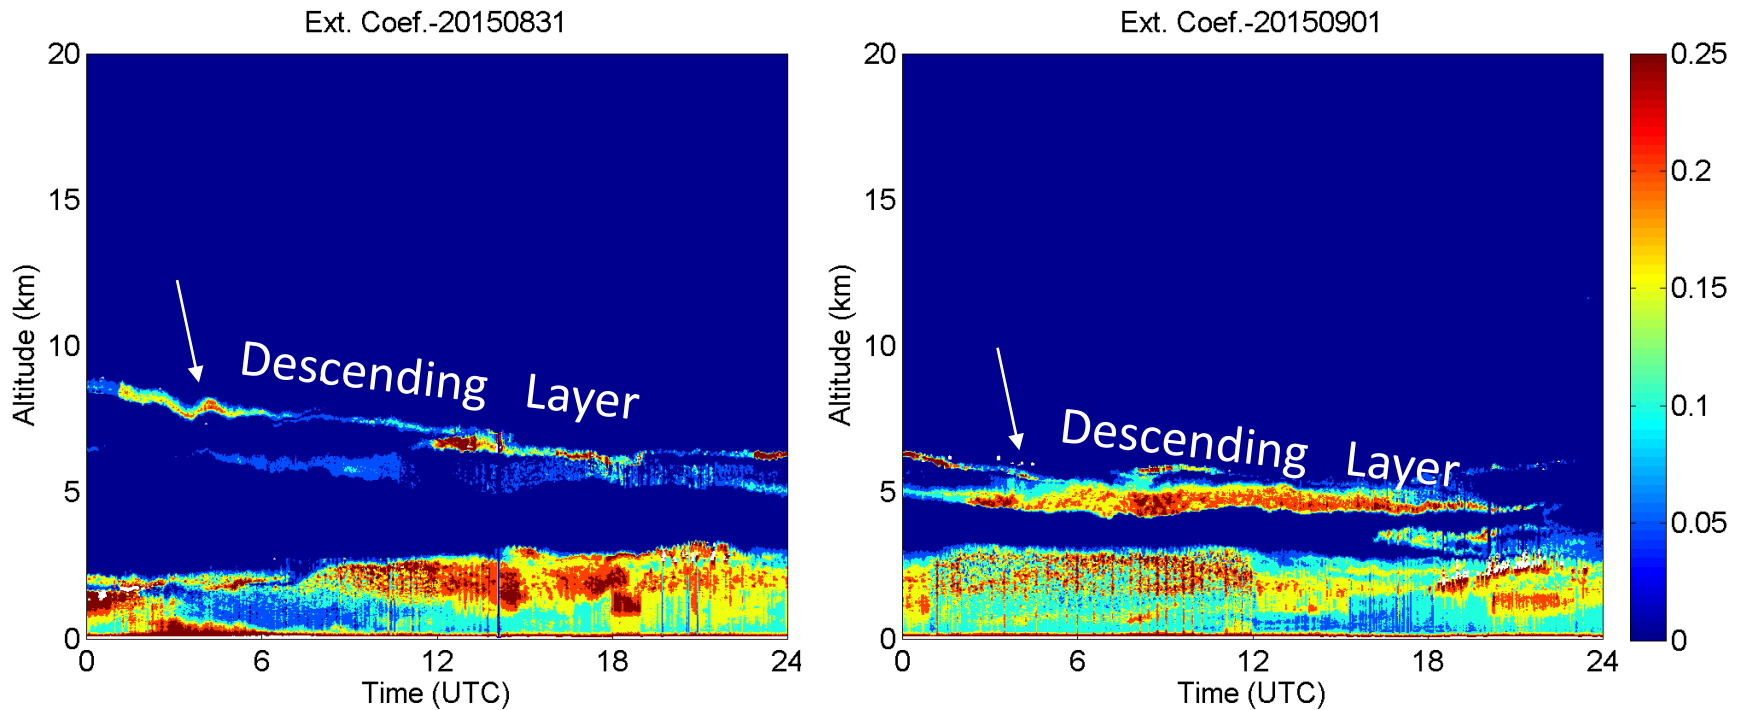 Ext. Coef.-20150831
20
15
10
5
0
Altitude (km)
Descending Layer
0 6 12 18 24
Time (UTC)
Ext. Coef.-20150901
20
15
10
5
0
Altitude (km)
Descending Layer
0 6 12 18 24
Time (UTC)
0.25
0.2
0.15
0.1
0.05
0